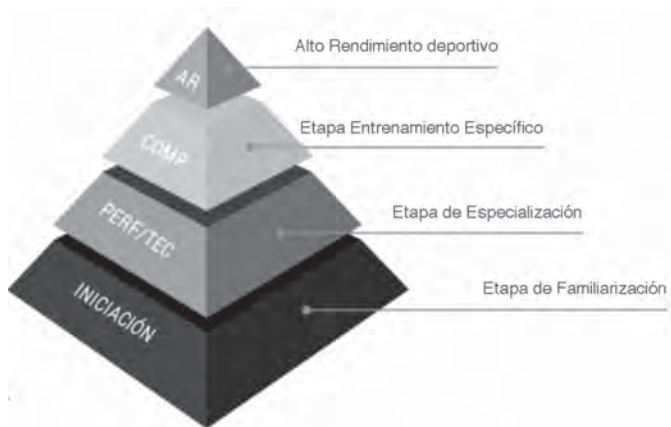 Alto Rendimiento deportivo
AR
Etapa Entrenamiento Específico
COMP
Etapa de Especialización
PERF/TEC
Etapa de Familiarización
INICIACIÓN